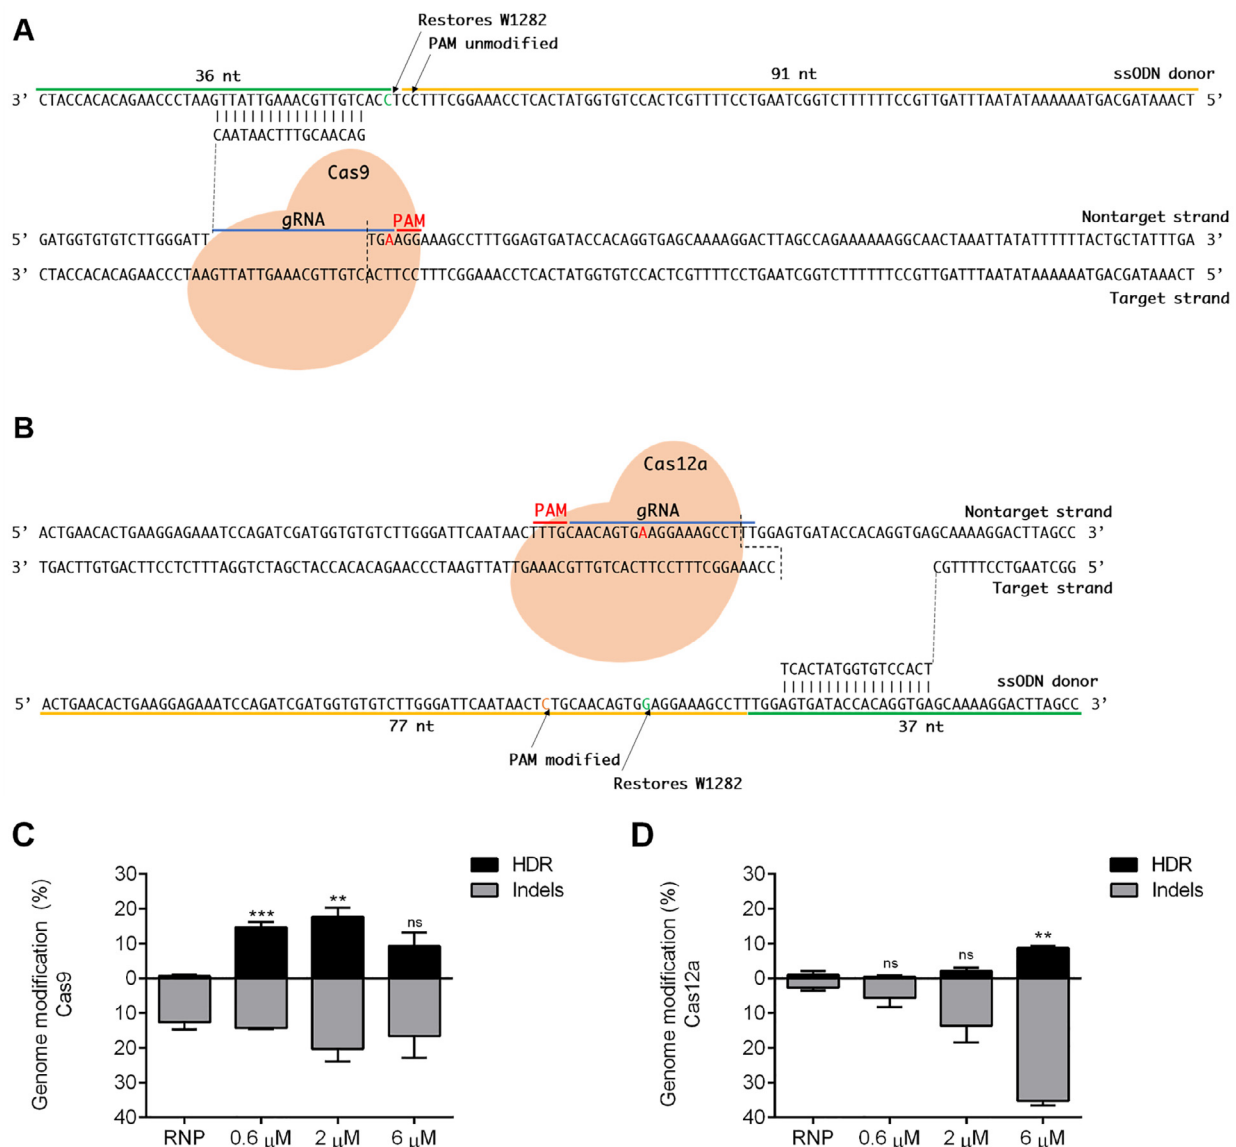 A
Restores W1282
PAM unmodified
36 nt
91 nt
ssODN donor
3’ CTACCACACAGAACCCTAAGTTATTGAAACGTTGTCACCTCCTTTCGGAAACCTCACTATGGTGTCCACTCGTTTTCCTGAATCGGTCTTTTTTCCGTTGATTTAATATAAAAAATGACGATAAACT 5’
CAATAACTTTGCAACAG
Cas9
gRNA
PAM
Nontarget strand
5’ GATGGTGTGTCTTGGGATT TGAAGGAAAGCCTTTGGAGTGATACCACAGGTGAGCAAAAGGACTTAGCCAGAAAAAAGGCAACTAAATTATATTTTTTACTGCTATTTGA 3’
3’ CTACCACACAGAACCCTAAGTTATTGAAACGTTGTCACTTCCTTTCGGAAACCTCACTATGGTGTCCACTCGTTTTCCTGAATCGGTCTTTTTTCCGTTGATTTAATATAAAAAATGACGATAAACT 5’
Target strand
B
Cas12a
PAM
gRNA
Nontarget strand
5’ ACTGAACACTGAAGGAGAAATCCAGATCGATGGTGTGTCTTGGGATTCAATAACTTTGCAACAGTGAAGGAAAGCCTTTGGAGTGATACCACAGGTGAGCAAAAGGACTTAGCC 3’
3’ TGACTTGTGACTTCCTCTTTAGGTCTAGCTACCACACAGAACCCTAAGTTATTGAAACGTTGTCACTTCCTTTCGGAAACC CGTTTTCCTGAATCGG 5’
Target strand
TCACTATGGTGTCCACT
ssODN donor
5’ ACTGAACACTGAAGGAGAAATCCAGATCGATGGTGTGTCTTGGGATTCAATAACTCTGCAACAGTGGAGGAAAGCCTTTGGAGTGATACCACAGGTGAGCAAAAGGACTTAGCC 3’
77 nt
37 nt
PAM modified
Restores W1282
C
HDR
Indels
Genome modification (%)
Cas9
30
20
10
0
10
20
30
40
***
**
ns
RNP 0.6 µM 2 µM 6 µM
D
HDR
Indels
Genome modification (%)
Cas12a
30
20
10
0
10
20
30
40
ns
ns
**
RNP 0.6 µM 2 µM 6 µM